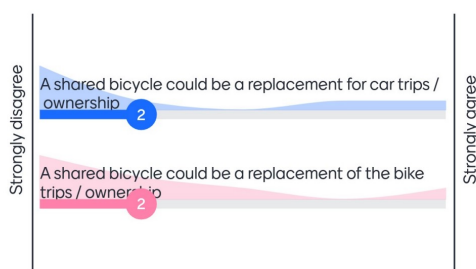 Strongly disagree
A shared bicycle could be a replacement for car trips /
ownership
2
A shared bicycle could be a replacement of the bike
trips / ownership
2
Strongly agree